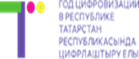 ГОД ЦИФРОВИЗАЦИИ
В РЕСПУБЛИКЕ
ТАТАРСТАН
РЕСПУБЛИКАСЫНДА
ЦИФРЛАШТЫРУ ЕЛЫ